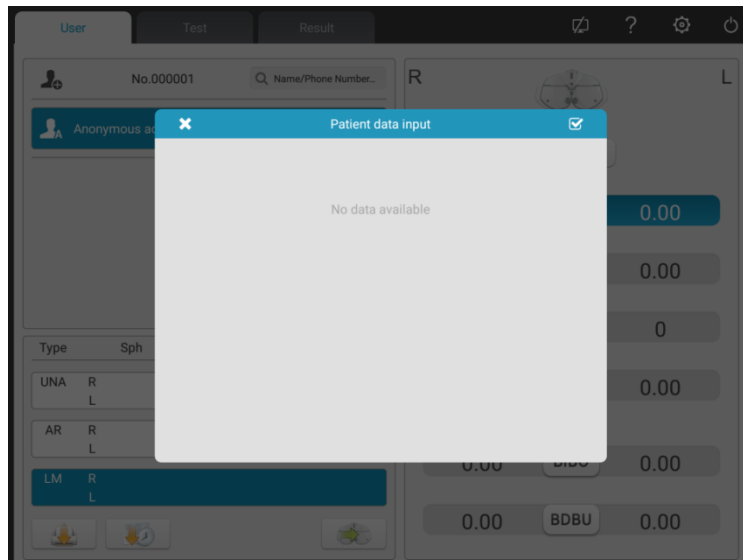 User Test Result ?
No.000001 Name/Phone Number... R L
Anonymous ac
Patient data input
No data available
0.00
0.00
0
0.00
Type Sph
UNA R
L
AR R
L
LM R
L
0.00 BIBO 0.00
0.00 BDBU 0.00